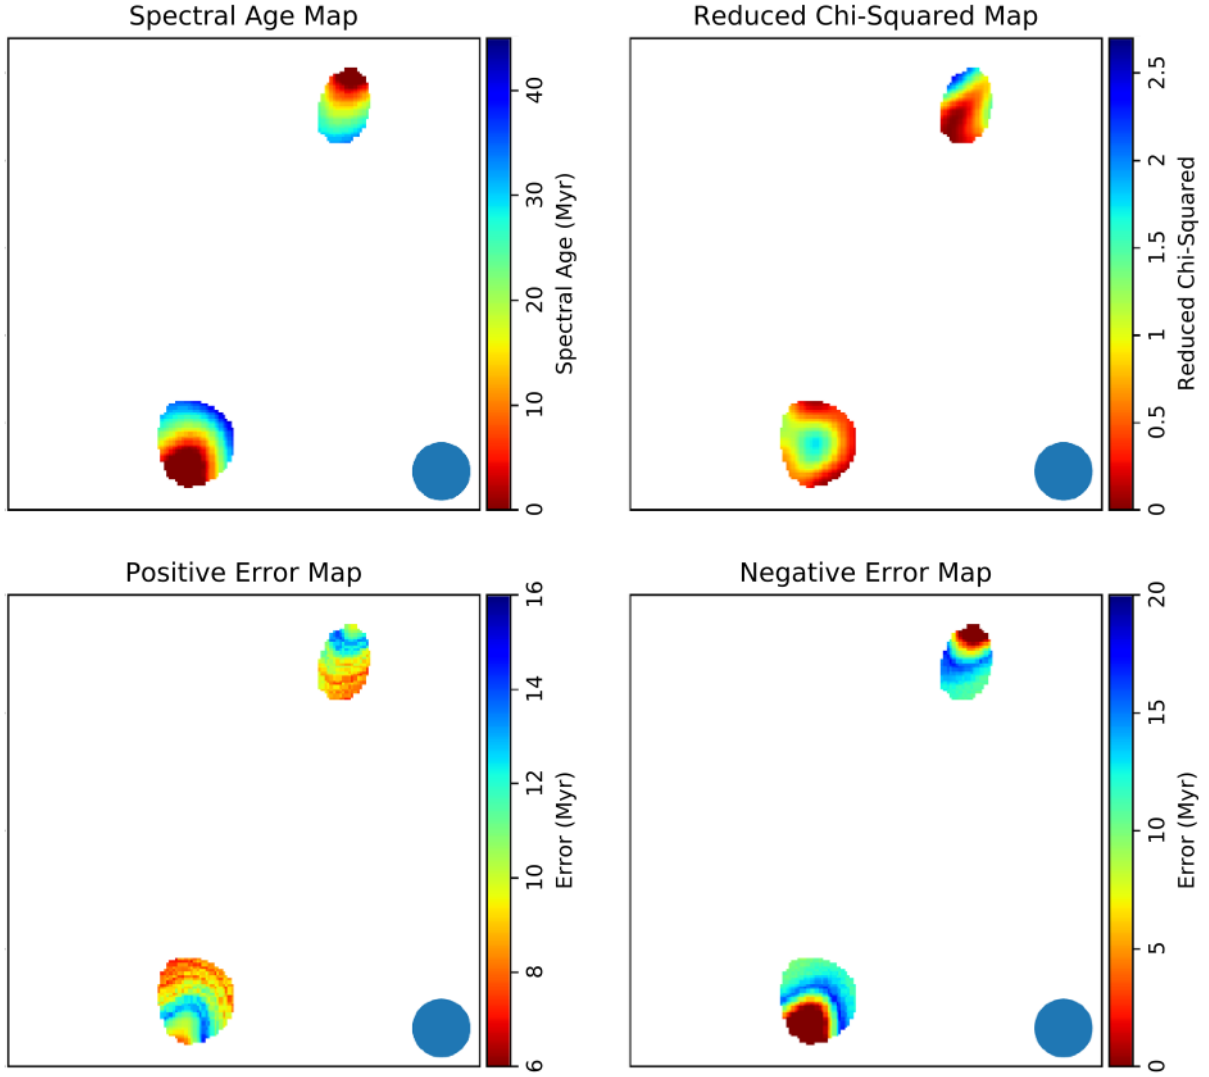 Spectral Age Map
Reduced Chi-Squared Map
40
30
20
10
0
Spectral Age (Myr)
2.5
2
1.5
1
0.5
0
Reduced Chi-Squared
Positive Error Map
Negative Error Map
16
14
12
10
8
6
Error (Myr)
20
15
10
5
0
Error (Myr)